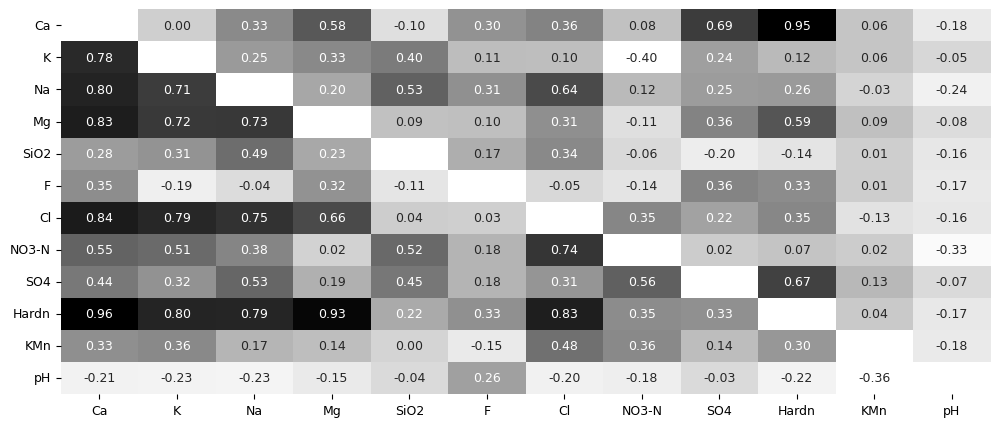 Ca 0.00 0.33 0.58 -0.10 0.30 0.36 0.08 0.69 0.95 0.06 -0.18
K 0.78 0.25 0.33 0.40 0.11 0.10 -0.40 0.24 0.12 0.06 -0.05
Na 0.80 0.71 0.20 0.53 0.31 0.64 0.12 0.25 0.26 -0.03 -0.24
Mg 0.83 0.72 0.73 0.09 0.10 0.31 -0.11 0.36 0.59 0.09 -0.08
SiO2 0.28 0.31 0.49 0.23 0.17 0.34 -0.06 -0.20 -0.14 0.01 -0.16
F 0.35 -0.19 -0.04 0.32 -0.11 -0.05 -0.14 0.36 0.33 0.01 -0.17
Cl 0.84 0.79 0.75 0.66 0.04 0.03 0.35 0.22 0.35 -0.13 -0.16
NO3-N 0.55 0.51 0.38 0.02 0.52 0.18 0.74 0.02 0.07 0.02 -0.33
SO4 0.44 0.32 0.53 0.19 0.45 0.18 0.31 0.56 0.67 0.13 -0.07
Hardn 0.96 0.80 0.79 0.93 0.22 0.33 0.83 0.35 0.33 0.04 -0.17
KMn 0.33 0.36 0.17 0.14 0.00 -0.15 0.48 0.36 0.14 0.30 -0.18
pH -0.21 -0.23 -0.23 -0.15 -0.04 0.26 -0.20 -0.18 -0.03 -0.22 -0.36
Ca K Na Mg SiO2 F Cl NO3-N SO4 Hardn KMn pH